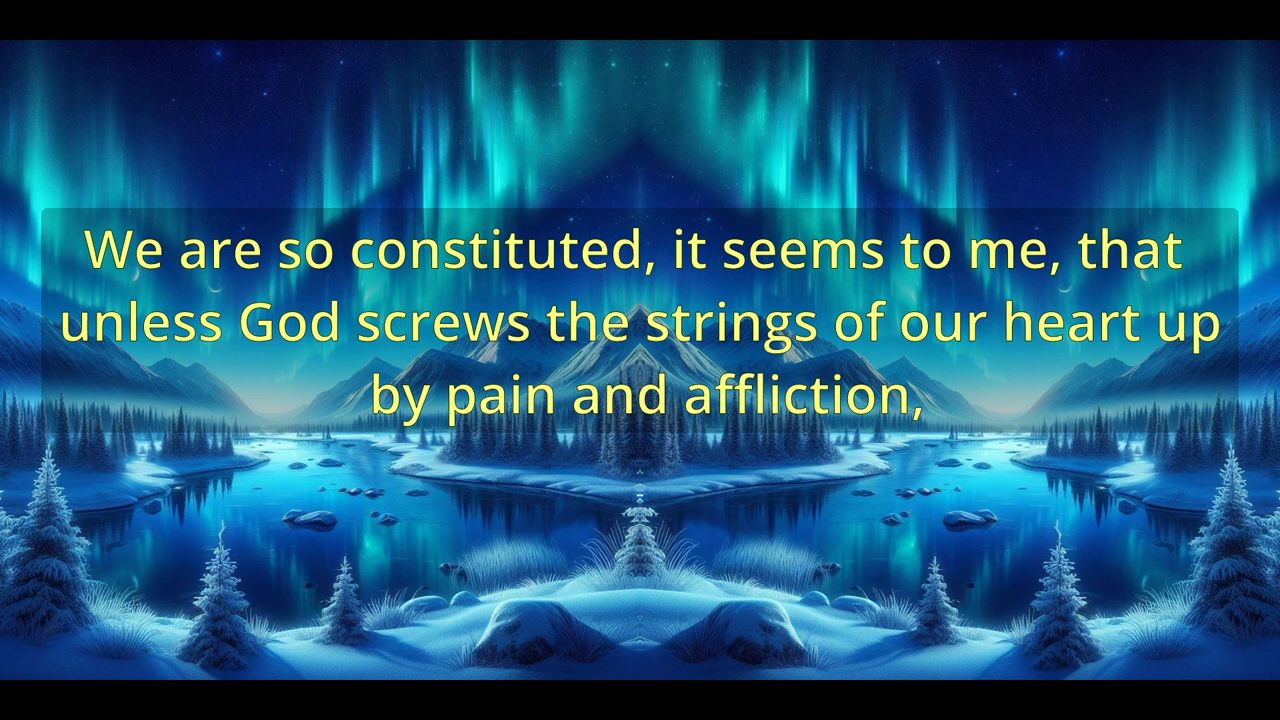 We are so constituted, it seems to me, that
unless God screws the strings of our heart up
by pain and affliction,